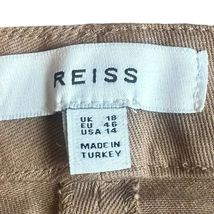 REISS
UK 18
EU 46
USA 14
MADE IN
TURKEY